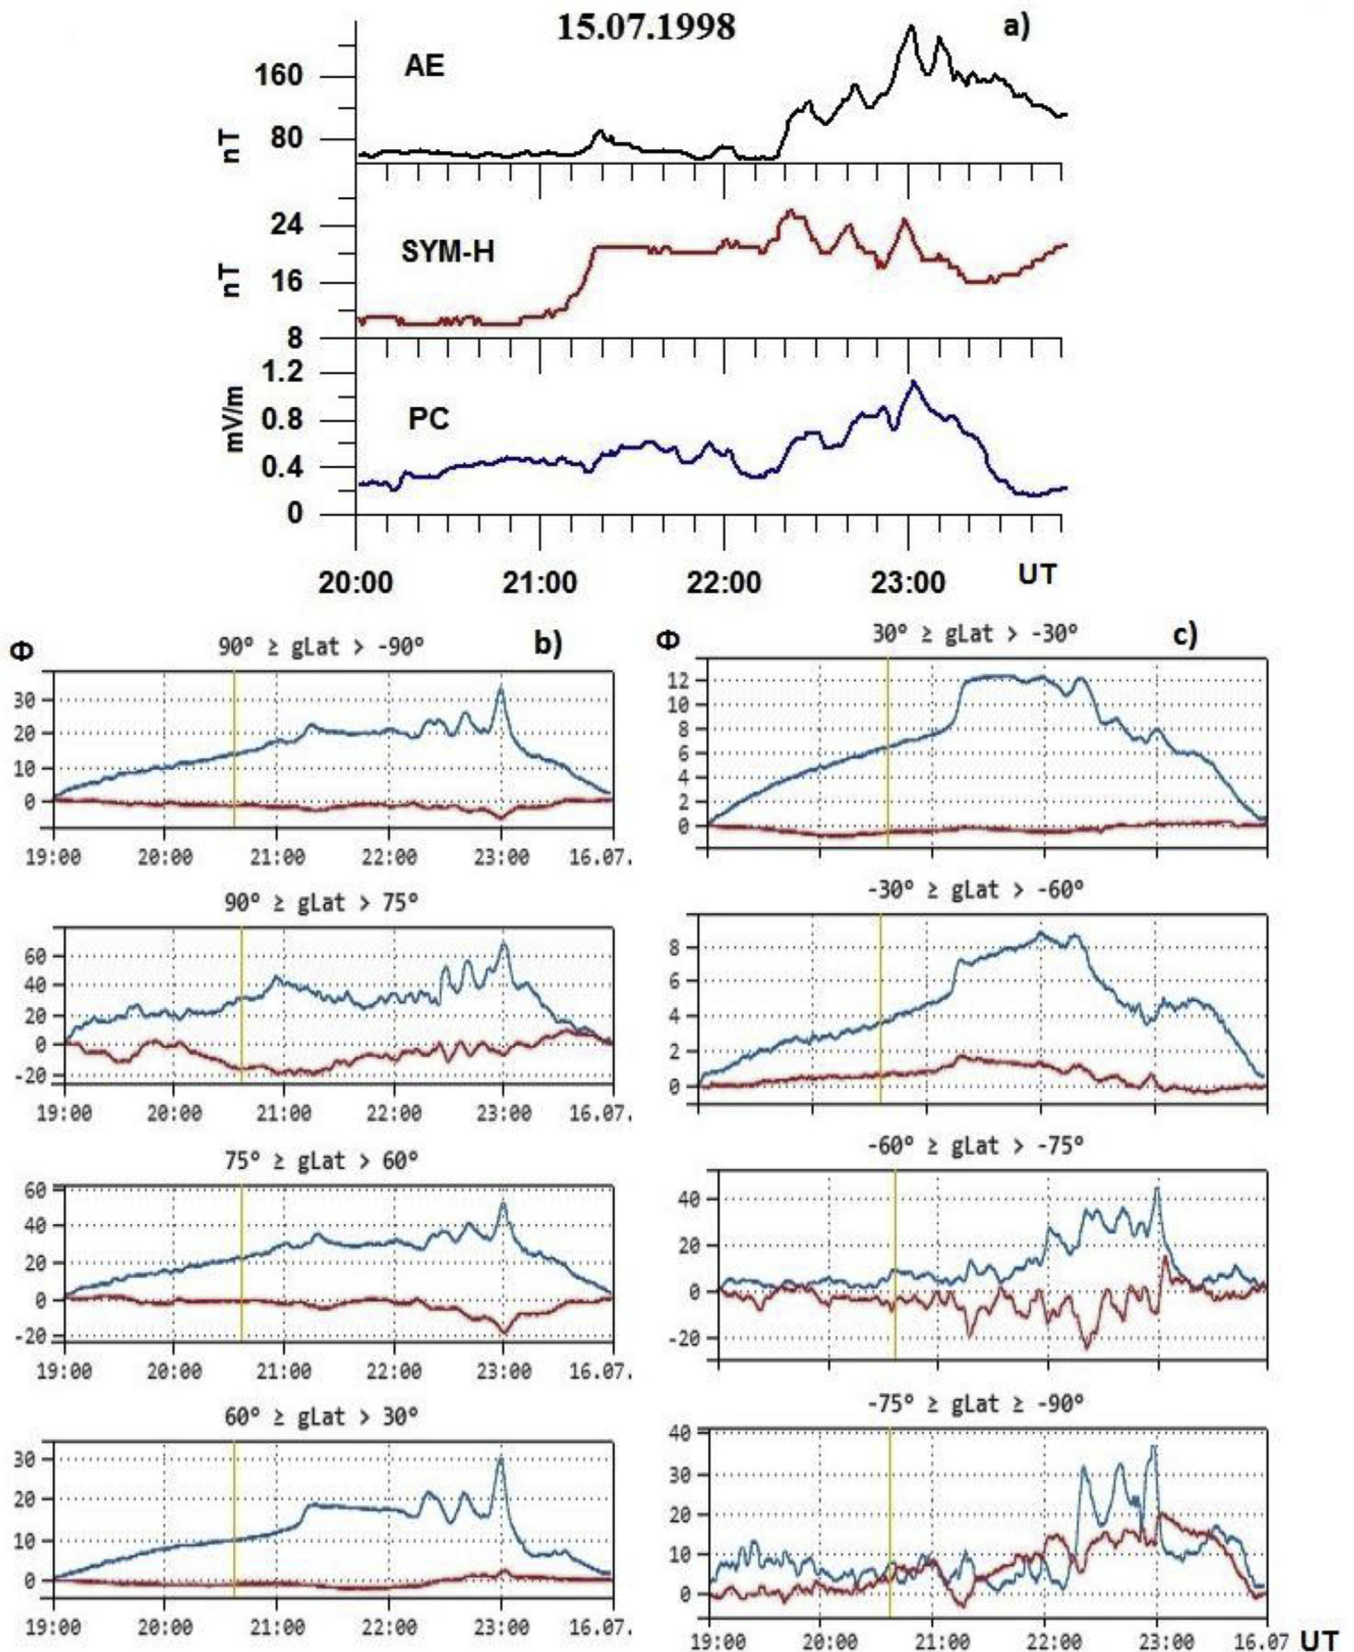 15.07.1998
a)
AE
160
80
nT
24
16
8
nT
SYM-H
1.2
0.8
0.4
0
mV/m
PC
20:00 21:00 22:00 23:00 UT
Φ
90° ≥ gLat > -90°
b)
30
20
10
0
19:00 20:00 21:00 22:00 23:00 16.07.
90° ≥ gLat > 75°
60
40
20
0
-20
19:00 20:00 21:00 22:00 23:00 16.07.
75° ≥ gLat > 60°
60
40
20
0
-20
19:00 20:00 21:00 22:00 23:00 16.07.
60° ≥ gLat > 30°
30
20
10
0
19:00 20:00 21:00 22:00 23:00 16.07.
Φ
30° ≥ gLat > -30°
c)
12
10
8
6
4
2
0
-30° ≥ gLat > -60°
8
6
4
2
0
-60° ≥ gLat > -75°
40
20
0
-20
-75° ≥ gLat ≥ -90°
40
30
20
10
0
19:00 20:00 21:00 22:00 23:00 16.07 UT